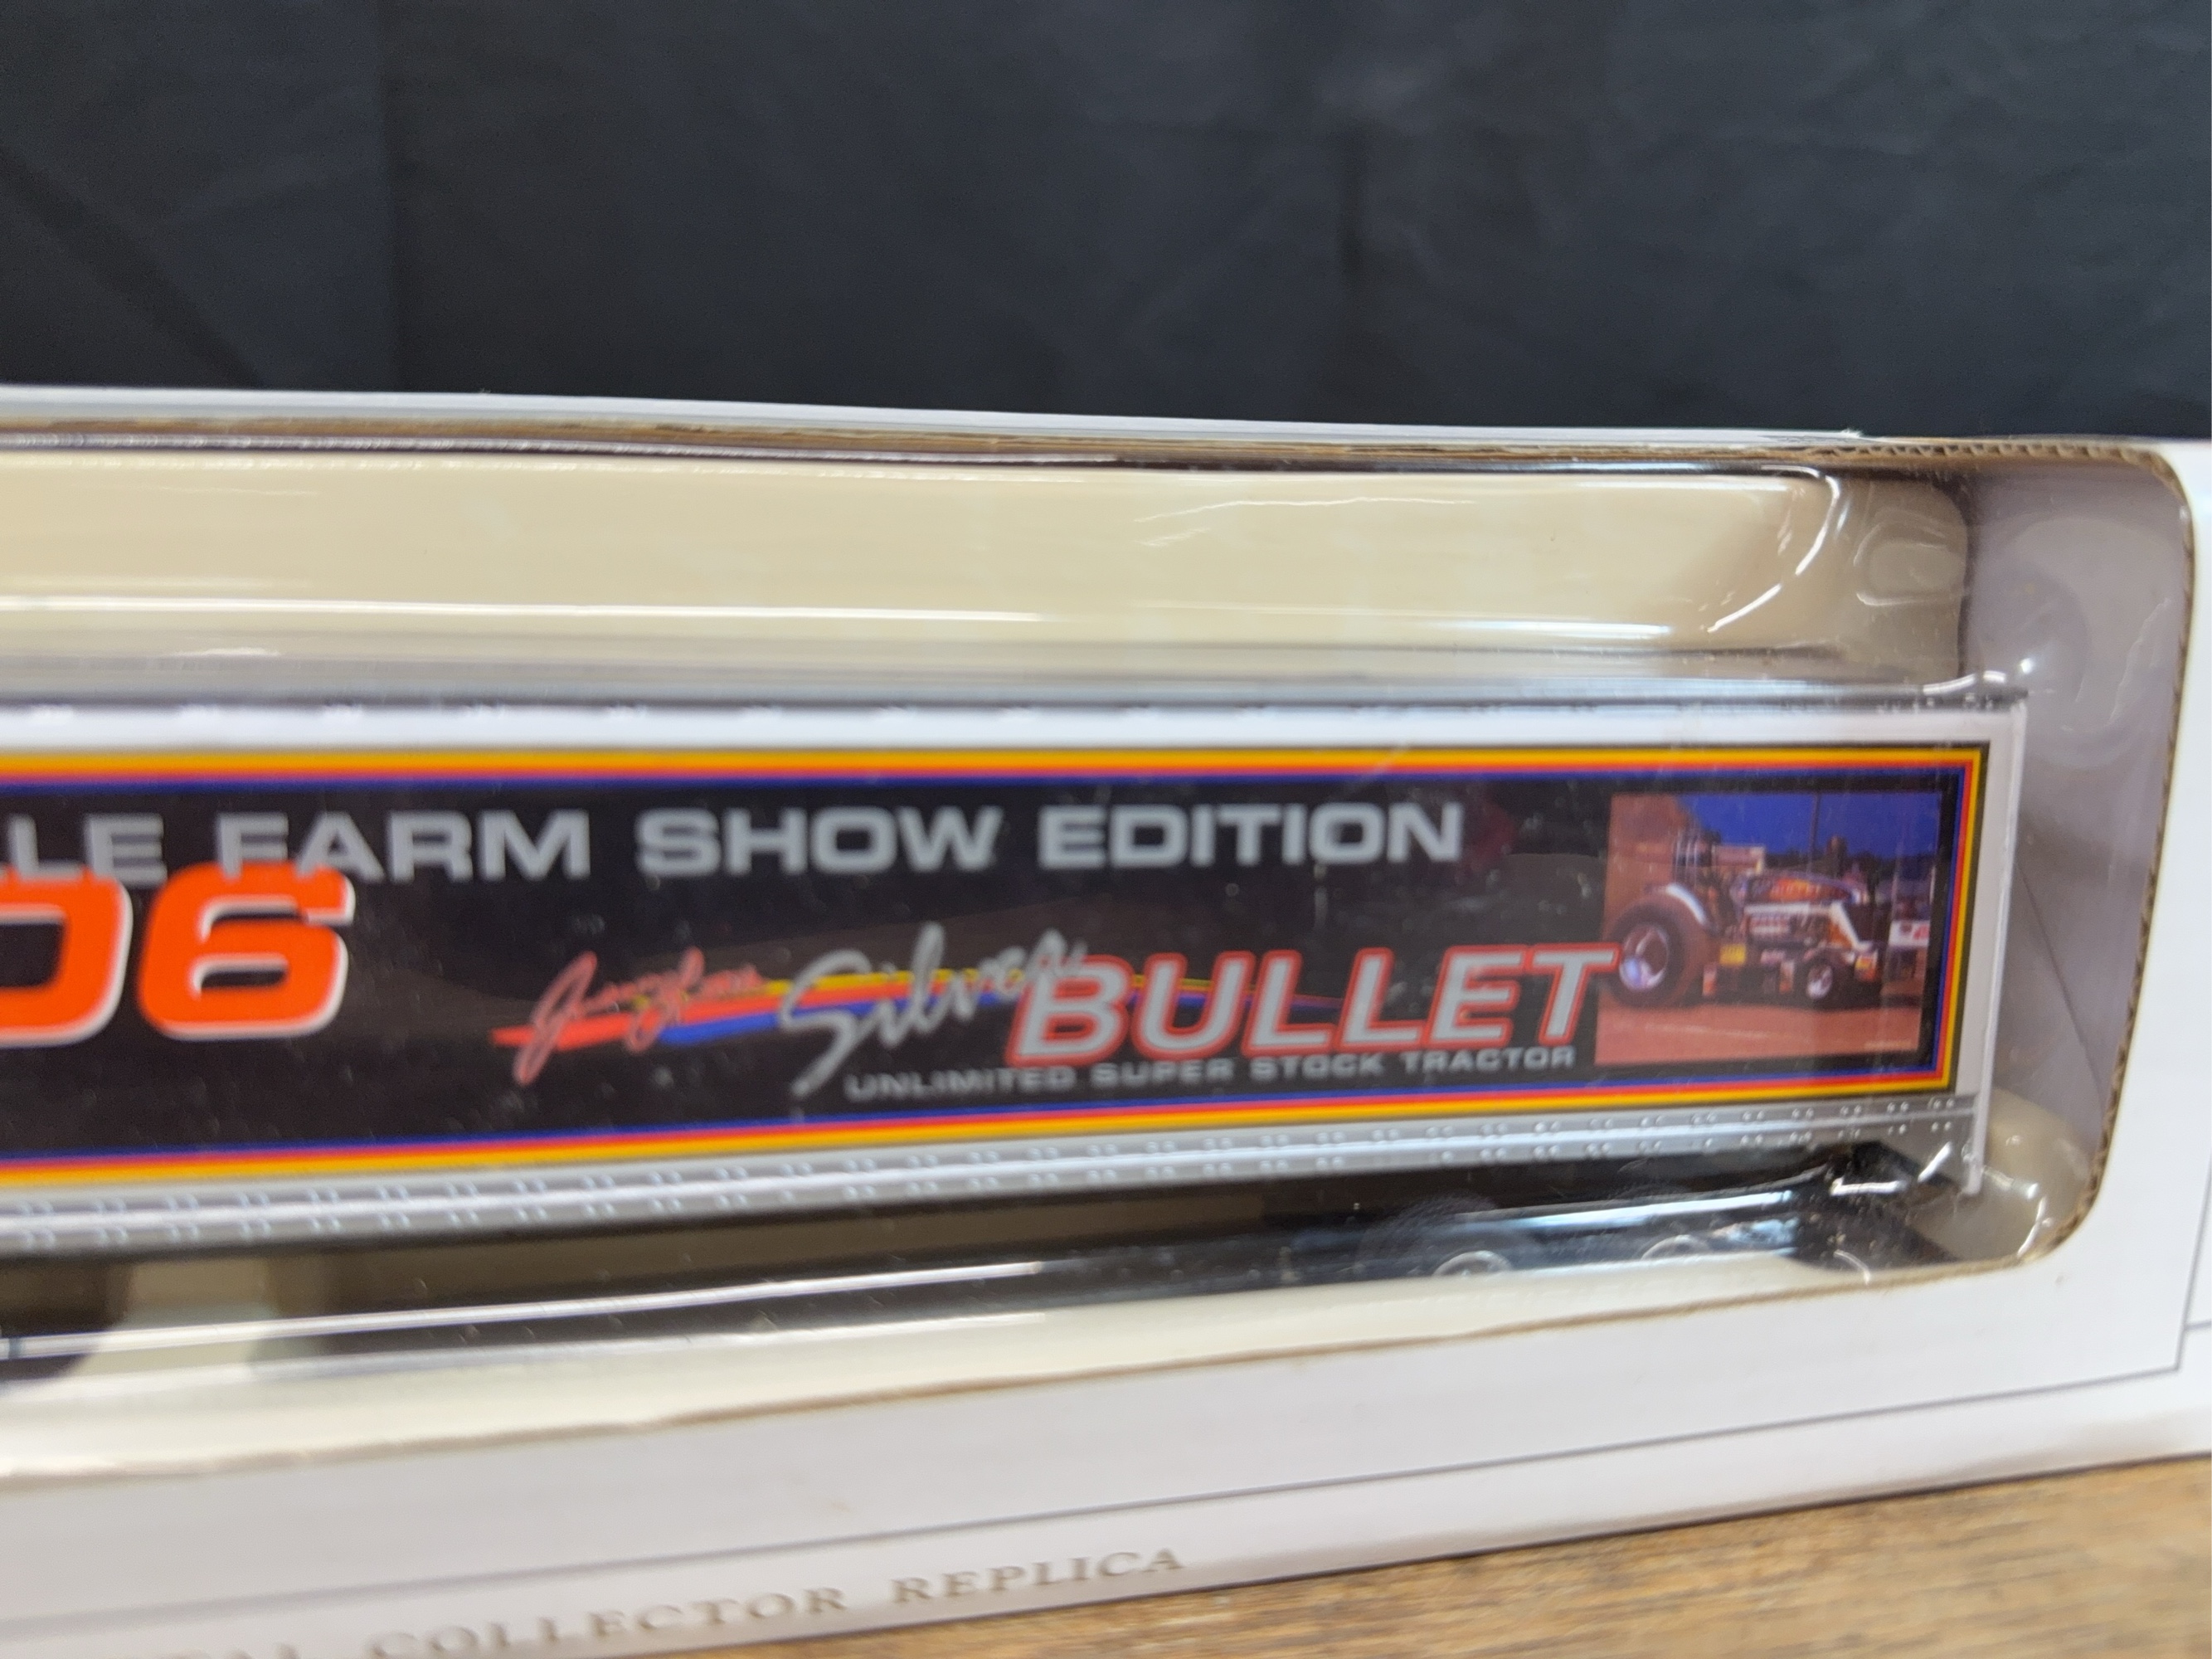 LE FARM SHOW EDITION
06
Silver BULLET
UNLIMITED SUPER STOCK TRACTOR
COLLECTOR REPLICA